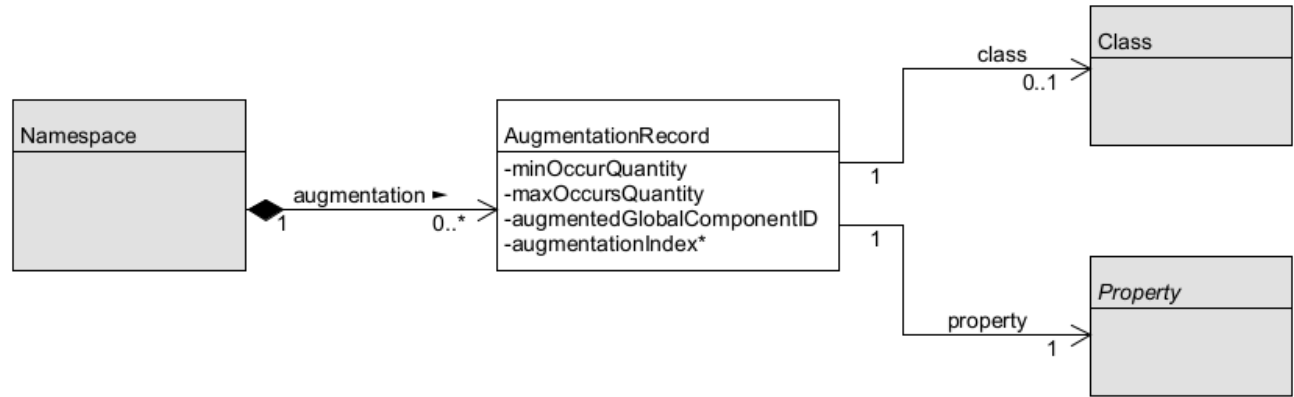 Namespace
augmentation ►
1
0..*
AugmentationRecord
-minOccurQuantity
-maxOccursQuantity
-augmentedGlobalComponentID
-augmentationIndex*
class
0..1
1
Class
1
property
1
Property